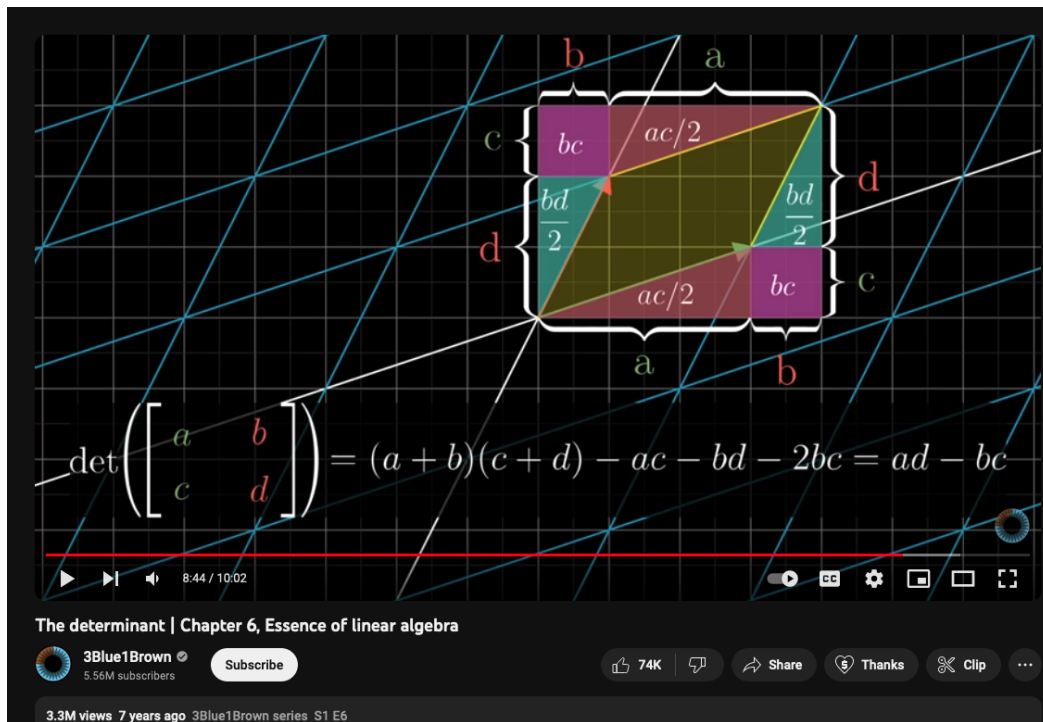 b a
c bc ac/2
d bd/2 bd/2 d
ac/2 bc c
a b
det([a b
c d]) = (a + b)(c + d) − ac − bd − 2bc = ad − bc
8:44 / 10:02
CC
The determinant | Chapter 6, Essence of linear algebra
3Blue1Brown
5.56M subscribers
Subscribe
74K
Share
Thanks
Clip
3.3M views 7 years ago 3Blue1Brown series S1 E6